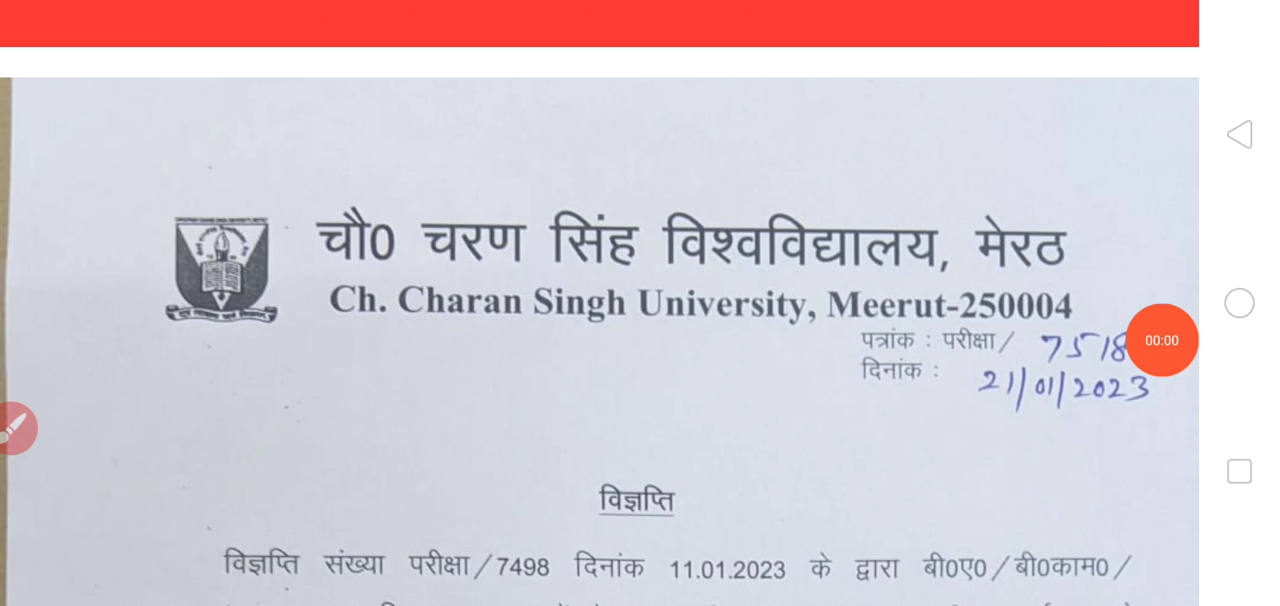 चौ0 चरण सिंह विश्वविद्यालय, मेरठ
Ch. Charan Singh University, Meerut-250004
पत्रांक : परीक्षा/ 7518
00:00
दिनांक : 21/01/2023
विज्ञप्ति
विज्ञप्ति संख्या परीक्षा/7498 दिनांक 11.01.2023 के द्वारा बी0ए0/बी0काम0/